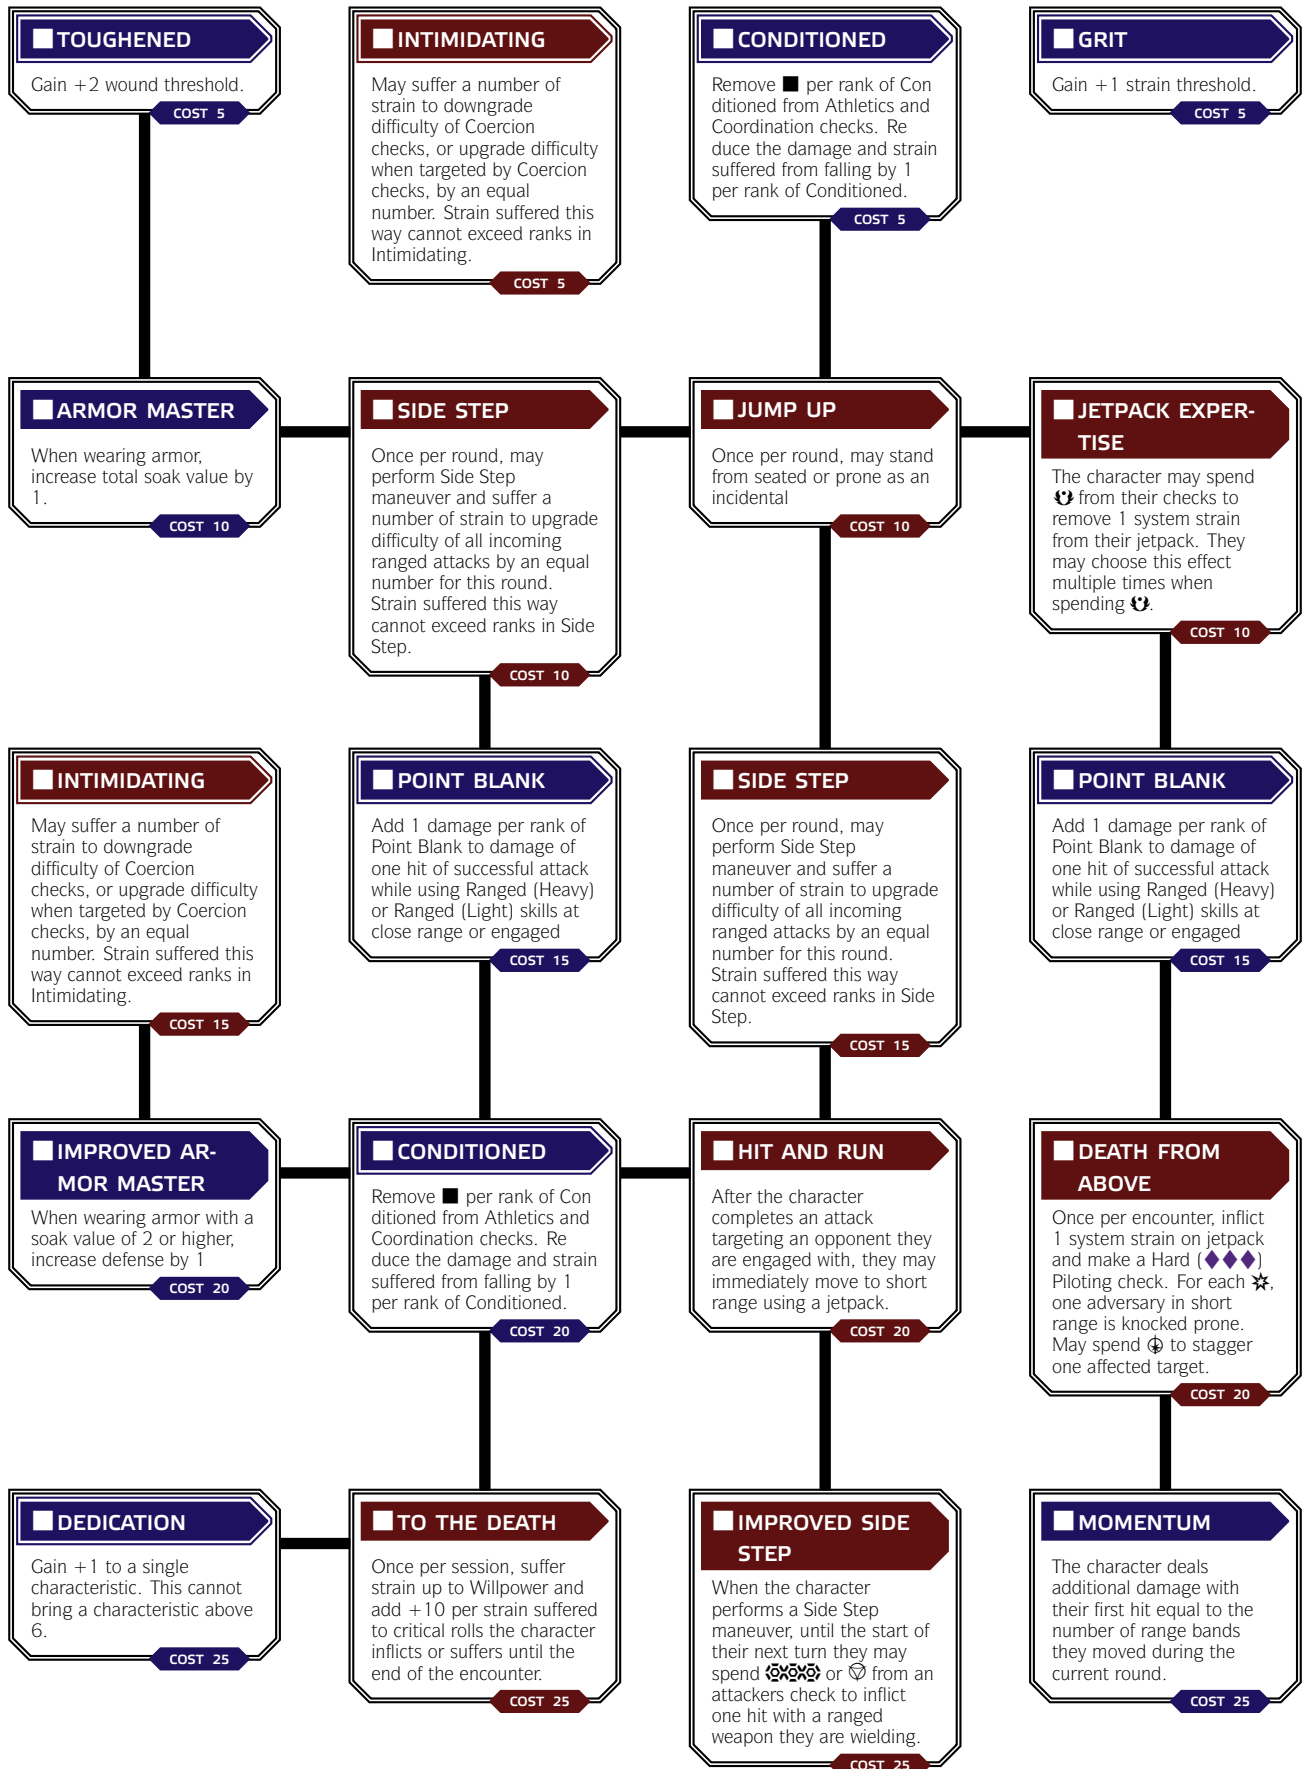 TOUGHENED
Gain +2 wound threshold.
COST 5
INTIMIDATING
May suffer a number of
strain to downgrade
difficulty of Coercion
checks, or upgrade difficulty
when targeted by Coercion
checks, by an equal
number. Strain suffered this
way cannot exceed ranks in
Intimidating.
COST 5
CONDITIONED
Remove ■ per rank of Con
ditioned from Athletics and
Coordination checks. Re
duce the damage and strain
suffered from falling by 1
per rank of Conditioned.
COST 5
GRIT
Gain +1 strain threshold.
COST 5
ARMOR MASTER
When wearing armor,
increase total soak value by
1.
COST 10
SIDE STEP
Once per round, may
perform Side Step
maneuver and suffer a
number of strain to upgrade
difficulty of all incoming
ranged attacks by an equal
number for this round.
Strain suffered this way
cannot exceed ranks in Side
Step.
COST 10
JUMP UP
Once per round, may stand
from seated or prone as an
incidental
COST 10
JETPACK EXPER-
TISE
The character may spend
from their checks to
remove 1 system strain
from their jetpack. They
may choose this effect
multiple times when
spending .
COST 10
INTIMIDATING
May suffer a number of
strain to downgrade
difficulty of Coercion
checks, or upgrade difficulty
when targeted by Coercion
checks, by an equal
number. Strain suffered this
way cannot exceed ranks in
Intimidating.
COST 15
POINT BLANK
Add 1 damage per rank of
Point Blank to damage of
one hit of successful attack
while using Ranged (Heavy)
or Ranged (Light) skills at
close range or engaged
COST 15
SIDE STEP
Once per round, may
perform Side Step
maneuver and suffer a
number of strain to upgrade
difficulty of all incoming
ranged attacks by an equal
number for this round.
Strain suffered this way
cannot exceed ranks in Side
Step.
COST 15
POINT BLANK
Add 1 damage per rank of
Point Blank to damage of
one hit of successful attack
while using Ranged (Heavy)
or Ranged (Light) skills at
close range or engaged
COST 15
IMPROVED AR-
MOR MASTER
When wearing armor with a
soak value of 2 or higher,
increase defense by 1
COST 20
CONDITIONED
Remove ■ per rank of Con
ditioned from Athletics and
Coordination checks. Re
duce the damage and strain
suffered from falling by 1
per rank of Conditioned.
COST 20
HIT AND RUN
After the character
completes an attack
targeting an opponent they
are engaged with, they may
immediately move to short
range using a jetpack.
COST 20
DEATH FROM
ABOVE
Once per encounter, inflict
1 system strain on jetpack
and make a Hard (◆◆◆)
Piloting check. For each ,
one adversary in short
range is knocked prone.
May spend to stagger
one affected target.
COST 20
DEDICATION
Gain +1 to a single
characteristic. This cannot
bring a characteristic above
6.
COST 25
TO THE DEATH
Once per session, suffer
strain up to Willpower and
add +10 per strain suffered
to critical rolls the character
inflicts or suffers until the
end of the encounter.
COST 25
IMPROVED SIDE
STEP
When the character
performs a Side Step
maneuver, until the start of
their next turn they may
spend or from an
attackers check to inflict
one hit with a ranged
weapon they are wielding.
COST 25
MOMENTUM
The character deals
additional damage with
their first hit equal to the
number of range bands
they moved during the
current round.
COST 25